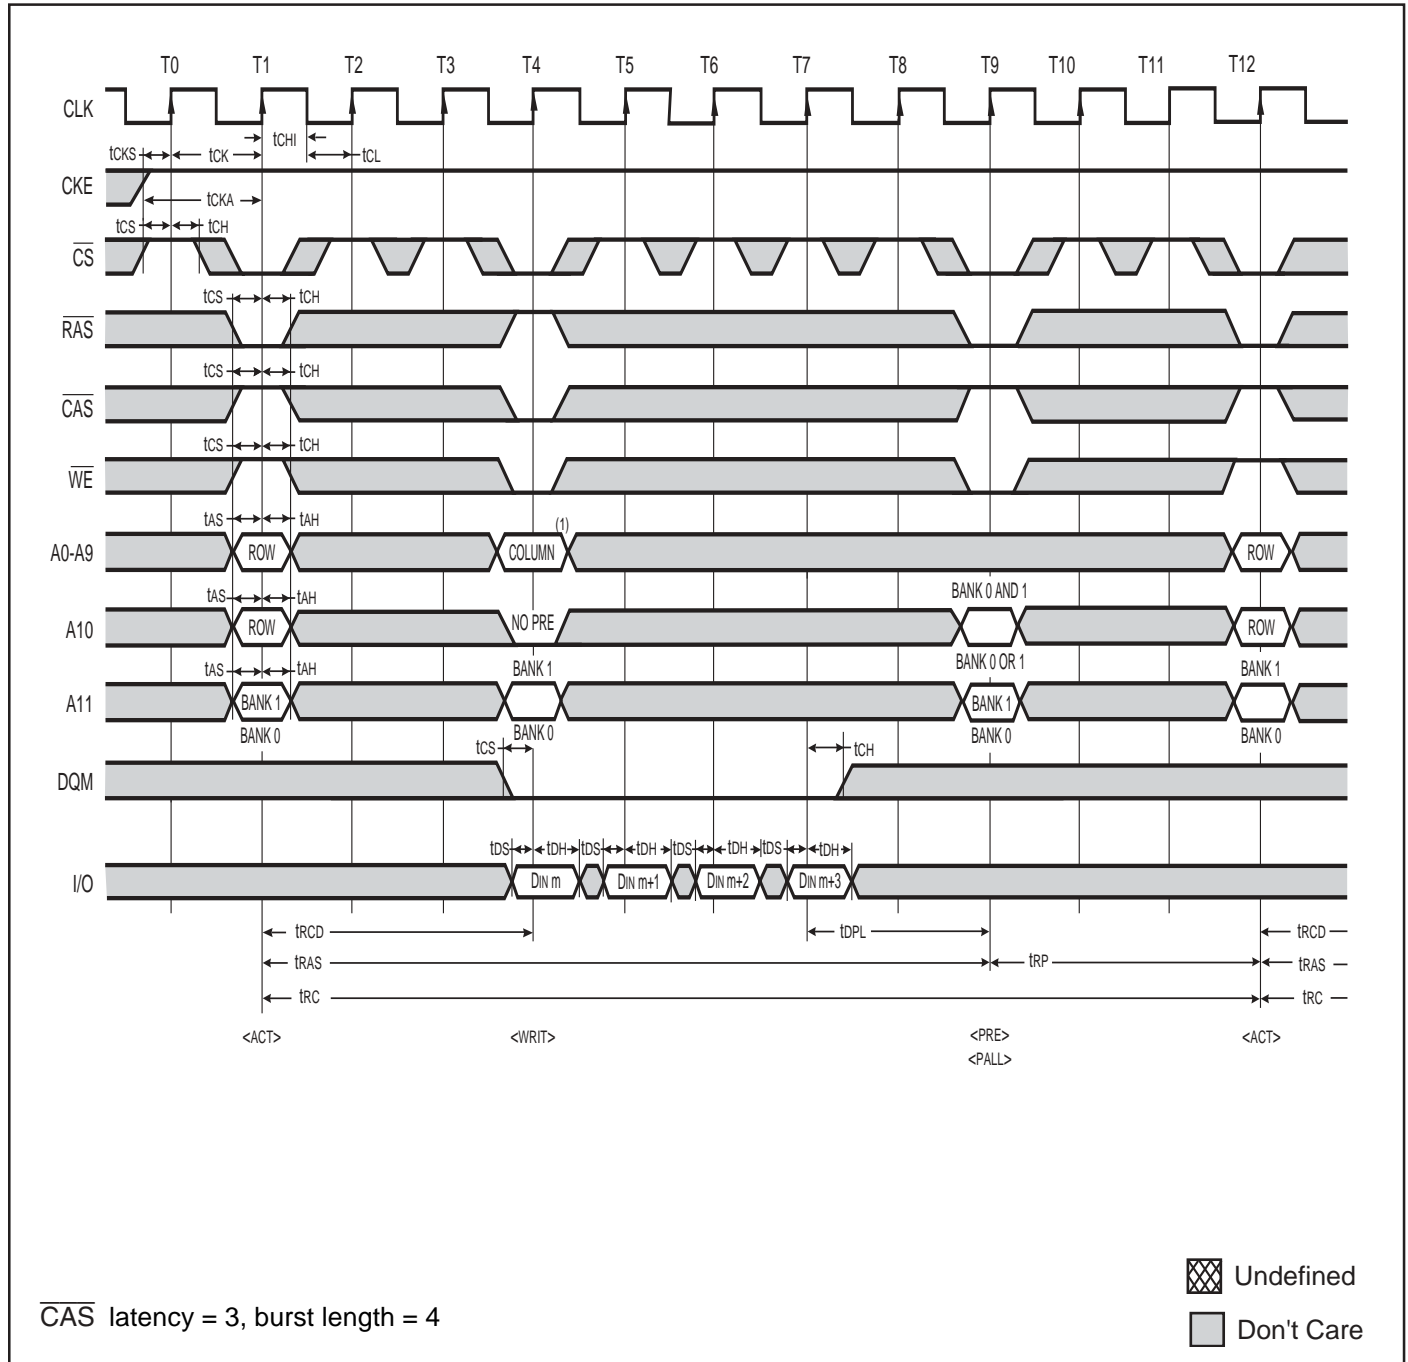 T0 T1 T2 T3 T4 T5 T6 T7 T8 T9 T10 T11 T12
CLK
tCHI
tCKS tCK tCL
CKE
tCKA
tCS tCH
CS
tCS tCH
RAS
tCS tCH
CAS
tCS tCH
WE
tAS tAH
(1)
A0-A9 ROW COLUMN ROW
tAS tAH BANK 0 AND 1
A10 ROW NO PRE ROW
tAS tAH BANK 1 BANK 0 OR 1 BANK 1
A11 BANK 1 BANK 1
BANK 0 BANK 0 BANK 0 BANK 0
tCS tCH
DQM
tDS tDH tDS tDH tDS tDH tDS tDH
I/O DIN m DIN m+1 DIN m+2 DIN m+3
tRCD tDPL tRCD
tRAS tRP tRAS
tRC tRC
<ACT> <WRIT> <PRE> <ACT>
<PALL>
Undefined
CAS latency = 3, burst length = 4
Don't Care